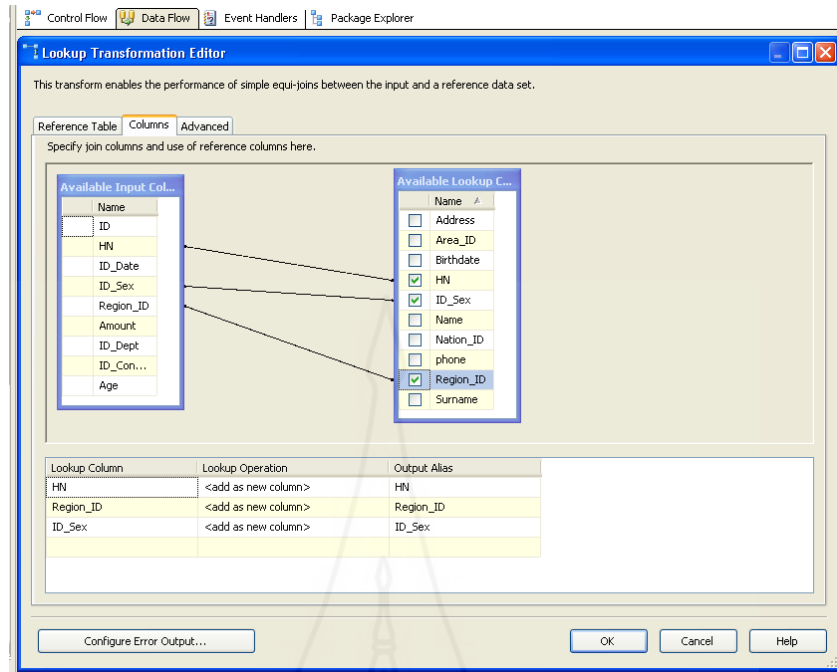 Control Flow Data Flow Event Handlers Package Explorer
Lookup Transformation Editor
This transform enables the performance of simple equi-joins between the input and a reference data set.
Reference Table Columns Advanced
Specify join columns and use of reference columns here.
Available Input Col...
Name
ID
HN
ID_Date
ID_Sex
Region_ID
Amount
ID_Dept
ID_Con...
Age
Available Lookup C...
Name
Address
Area_ID
Birthdate
HN
ID_Sex
Name
Nation_ID
phone
Region_ID
Surname
Lookup Column Lookup Operation Output Alias
HN <add as new column> HN
Region_ID <add as new column> Region_ID
ID_Sex <add as new column> ID_Sex
Configure Error Output... OK Cancel Help